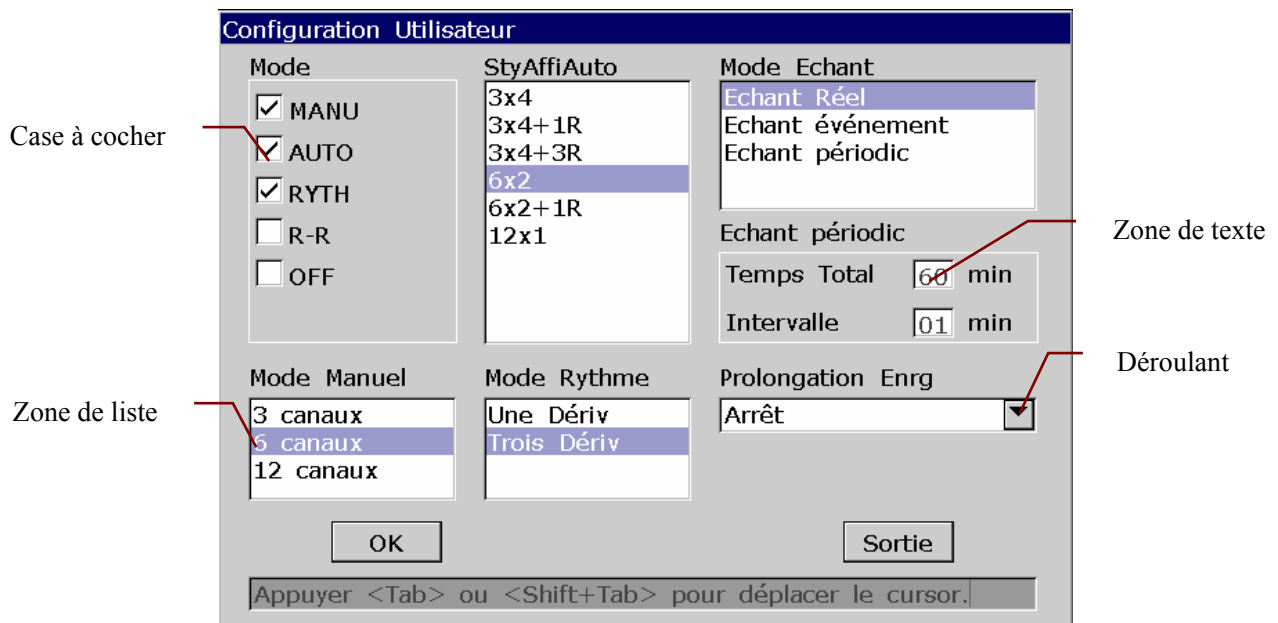 Configuration Utilisateur
Mode
MANU
AUTO
RYTH
R-R
OFF
StyAffiAuto
3x4
3x4+1R
3x4+3R
6x2
6x2+1R
12x1
Mode Echant
Echant Réel
Echant événement
Echant périodic
Echant périodic
Temps Total 60 min
Intervalle 01 min
Mode Manuel
3 canaux
6 canaux
12 canaux
Mode Rythme
Une Dériv
Trois Dériv
Prolongation Enrg
Arrêt
OK
Sortie
Appuyer <Tab> ou <Shift+Tab> pour déplacer le cursor.
Case à cocher
Zone de liste
Zone de texte
Déroulant